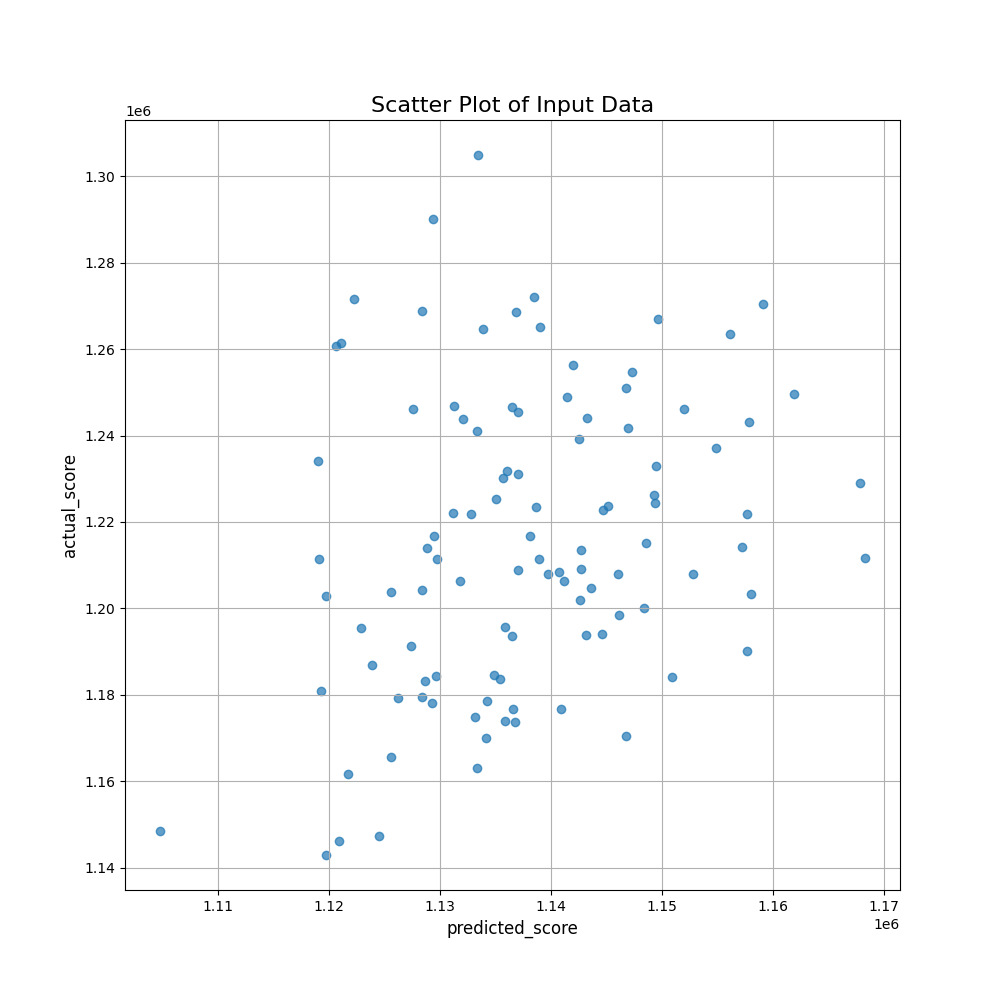 Scatter Plot of Input Data
1e6
1.30
1.28
1.26
1.24
1.22
1.20
1.18
1.16
1.14
actual_score
1.11 1.12 1.13 1.14 1.15 1.16 1.17
1e6
predicted_score